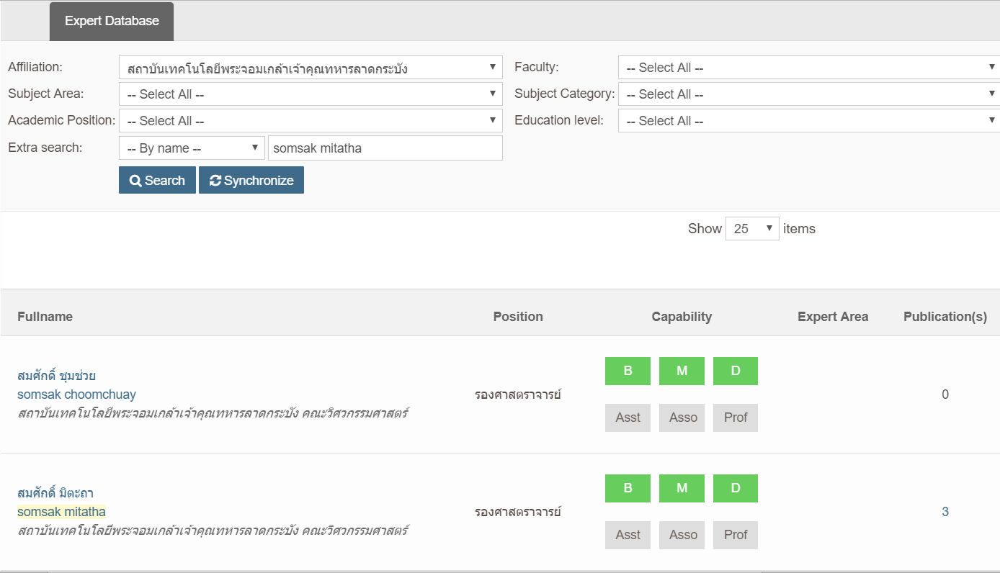 Expert Database
Affiliation: สถาบันเทคโนโลยีพระจอมเกล้าเจ้าคุณทหารลาดกระบัง Faculty: -- Select All --
Subject Area: -- Select All -- Subject Category: -- Select All --
Academic Position: -- Select All -- Education level: -- Select All --
Extra search: -- By name -- somsak mitatha
Search Synchronize
Show 25 items
Fullname Position Capability Expert Area Publication(s)
สมศักดิ์ ชุมช่วย
somsak choomchuay
สถาบันเทคโนโลยีพระจอมเกล้าเจ้าคุณทหารลาดกระบัง คณะวิศวกรรมศาสตร์
รองศาสตราจารย์
B M D
Asst Asso Prof
0
สมศักดิ์ มิตะถา
somsak mitatha
สถาบันเทคโนโลยีพระจอมเกล้าเจ้าคุณทหารลาดกระบัง คณะวิศวกรรมศาสตร์
รองศาสตราจารย์
B M D
Asst Asso Prof
3